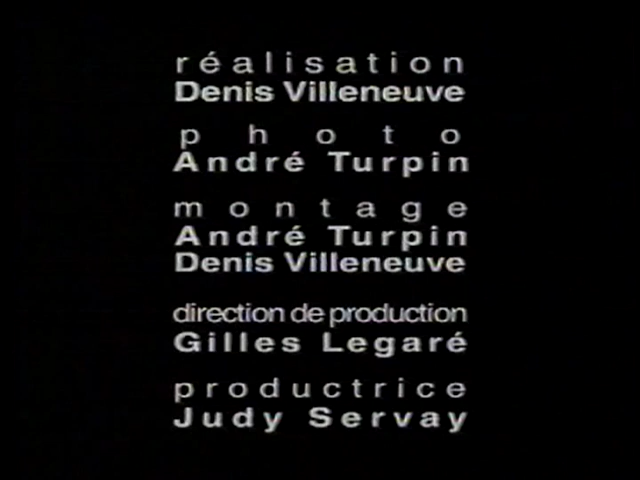 réalisation
Denis Villeneuve
photo
André Turpin
montage
André Turpin
Denis Villeneuve
direction de production
Gilles Legaré
productrice
Judy Servay